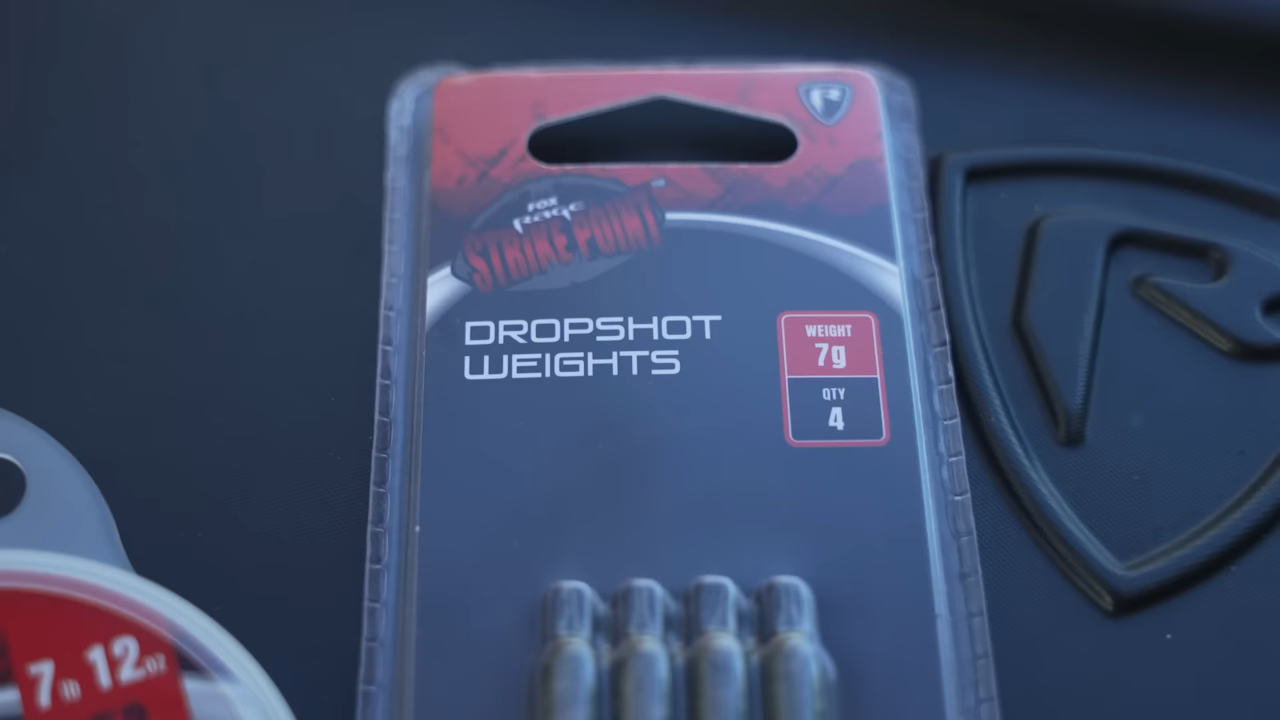 FOX
Rage
STRIKE POINT
DROPSHOT
WEIGHTS
WEIGHT
7g
QTY
4
7lb 12oz